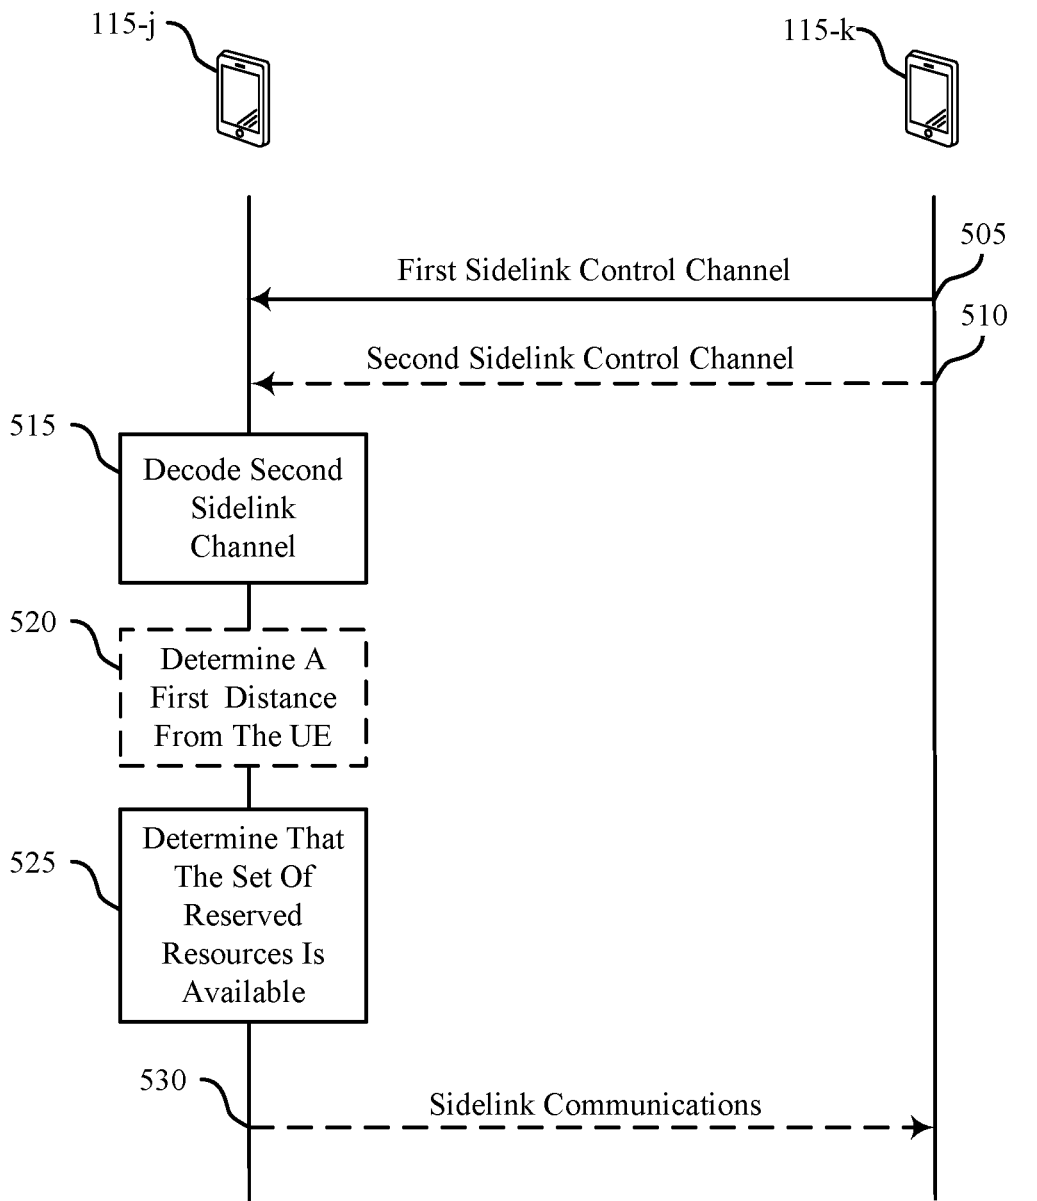 115-j
115-k
505
First Sidelink Control Channel
510
Second Sidelink Control Channel
515
Decode Second
Sidelink
Channel
520
Determine A
First Distance
From The UE
525
Determine That
The Set Of
Reserved
Resources Is
Available
530
Sidelink Communications